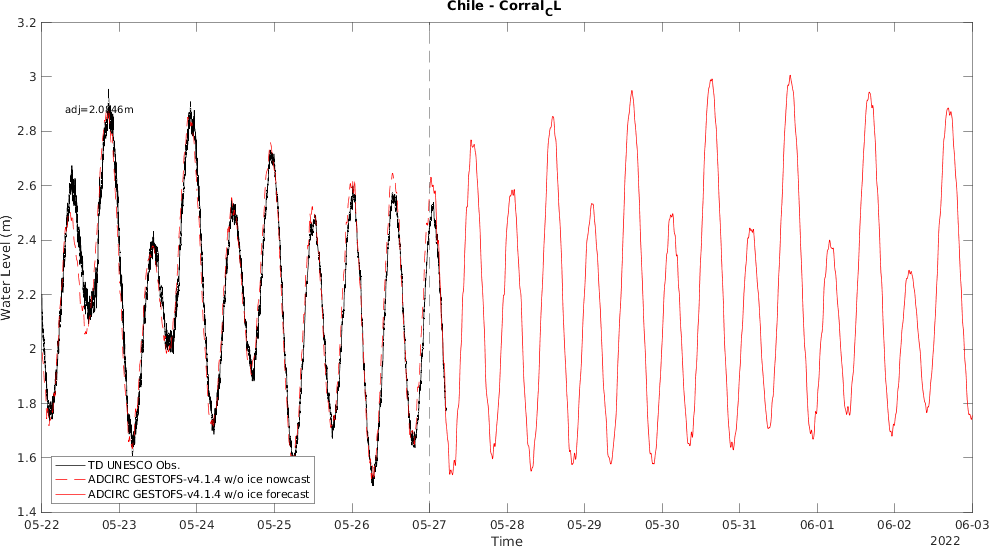 Chile - Corral_CL
3.2
3
2.8
2.6
2.4
2.2
2
1.8
1.6
1.4
Water Level (m)
adj=2.0846m
TD UNESCO Obs.
ADCIRC GESTOFS-v4.1.4 w/o ice nowcast
ADCIRC GESTOFS-v4.1.4 w/o ice forecast
05-22 05-23 05-24 05-25 05-26 05-27 05-28 05-29 05-30 05-31 06-01 06-02 06-03
Time
2022